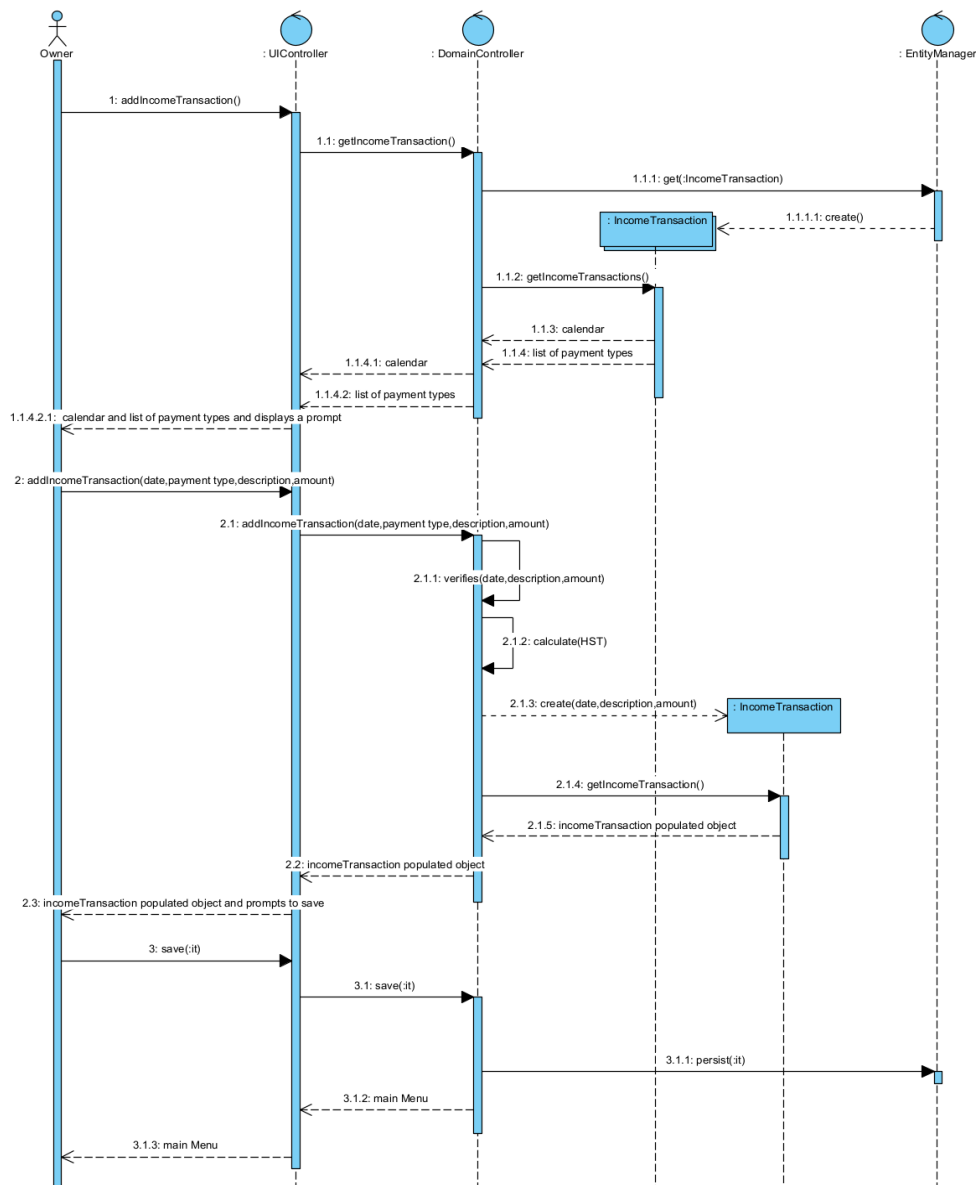 Owner
: UIController
: DomainController
: EntityManager
1: addIncomeTransaction()
1.1: getIncomeTransaction()
1.1.1: get(:IncomeTransaction)
: IncomeTransaction
1.1.1.1: create()
1.1.2: getIncomeTransactions()
1.1.3: calendar
1.1.4: list of payment types
1.1.4.1: calendar
1.1.4.2: list of payment types
1.1.4.2.1: calendar and list of payment types and displays a prompt
2: addIncomeTransaction(date,payment type,description,amount)
2.1: addIncomeTransaction(date,payment type,description,amount)
2.1.1: verifies(date,description,amount)
2.1.2: calculate(HST)
2.1.3: create(date,description,amount)
: IncomeTransaction
2.1.4: getIncomeTransaction()
2.1.5: incomeTransaction populated object
2.2: incomeTransaction populated object
2.3: incomeTransaction populated object and prompts to save
3: save(:it)
3.1: save(:it)
3.1.1: persist(:it)
3.1.2: main Menu
3.1.3: main Menu